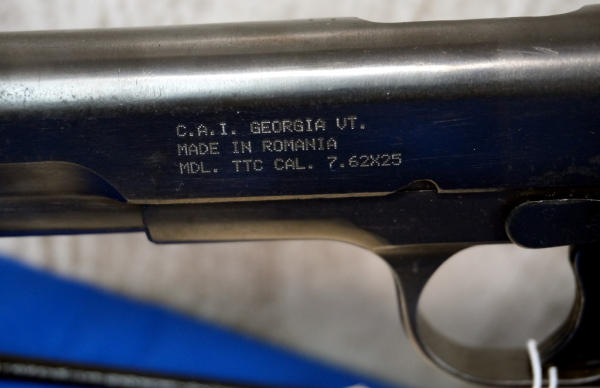 C.A.I. GEORGIA VT.
MADE IN ROMANIA
MDL. TTC CAL. 7.62X25